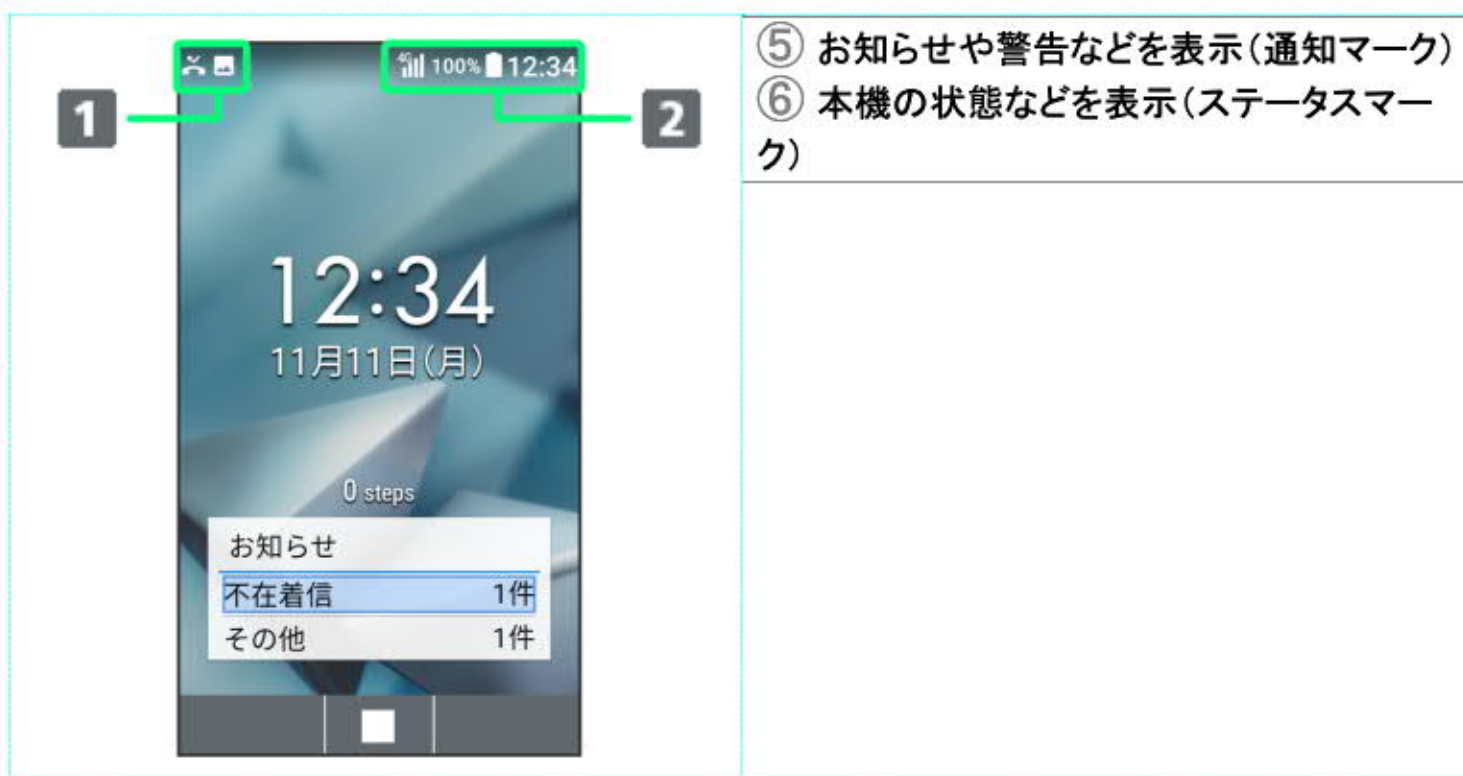 4G 100% 12:34
1
2
12:34
11月11日(月)
0 steps
お知らせ
不在着信 1件
その他 1件
⑤ お知らせや警告などを表示(通知マーク)
⑥ 本機の状態などを表示(ステータスマー
ク)